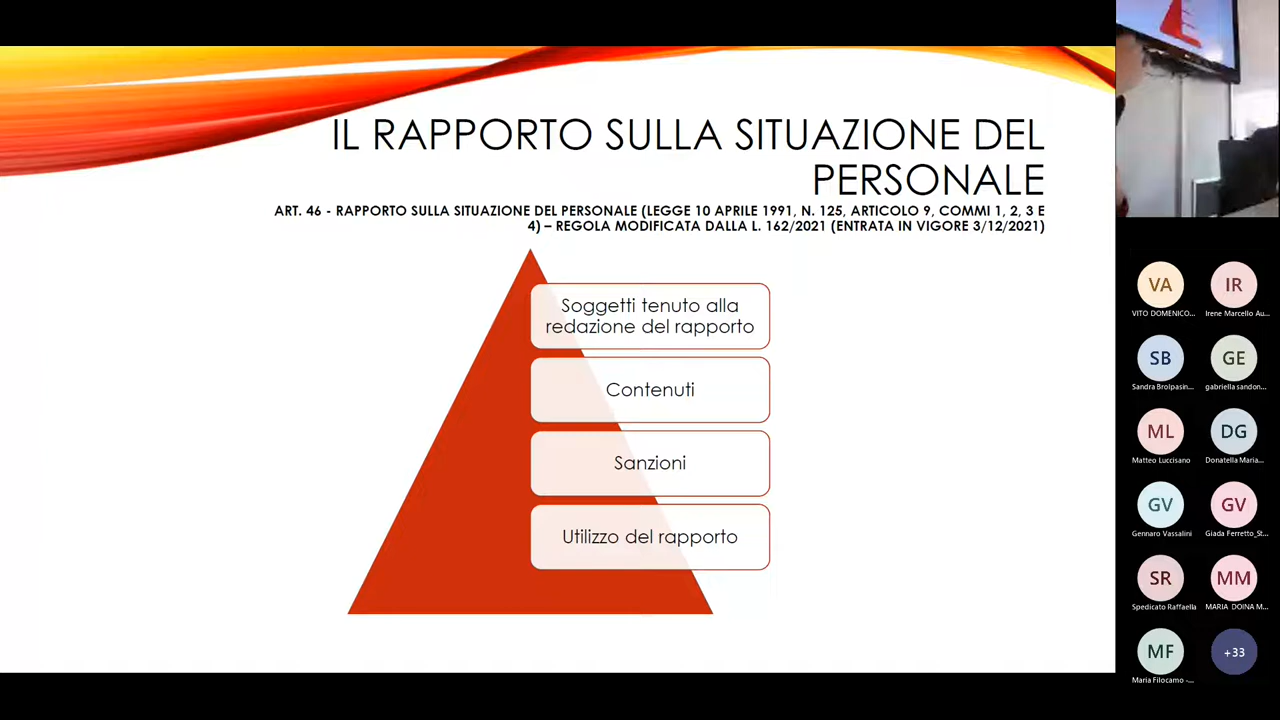 IL RAPPORTO SULLA SITUAZIONE DEL
PERSONALE
ART. 46 - RAPPORTO SULLA SITUAZIONE DEL PERSONALE (LEGGE 10 APRILE 1991, N. 125, ARTICOLO 9, COMMI 1, 2, 3 E
4) – REGOLA MODIFICATA DALLA L. 162/2021 (ENTRATA IN VIGORE 3/12/2021)
Soggetti tenuto alla
redazione del rapporto
Contenuti
Sanzioni
Utilizzo del rapporto
VA
IR
VITO DOMENICO...
Irene Marcello Au...
SB
GE
Sandra Brolpasin...
gabriella sandon...
ML
DG
Matteo Luccisano
Donatella Maria...
GV
GV
Gennaro Vassalini
Giada Ferretto_St...
SR
MM
Spedicato Raffaella
MARIA DOINA M...
MF
+33
Maria Filocamo -...